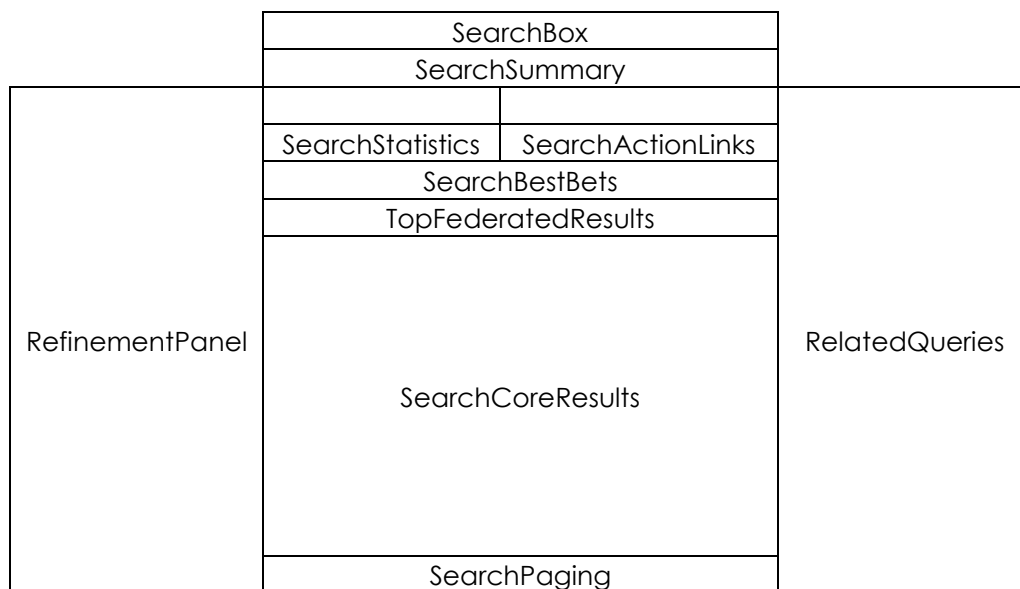 SearchBox
SearchSummary
SearchStatistics
SearchActionLinks
SearchBestBets
TopFederatedResults
RefinementPanel
RelatedQueries
SearchCoreResults
SearchPaging